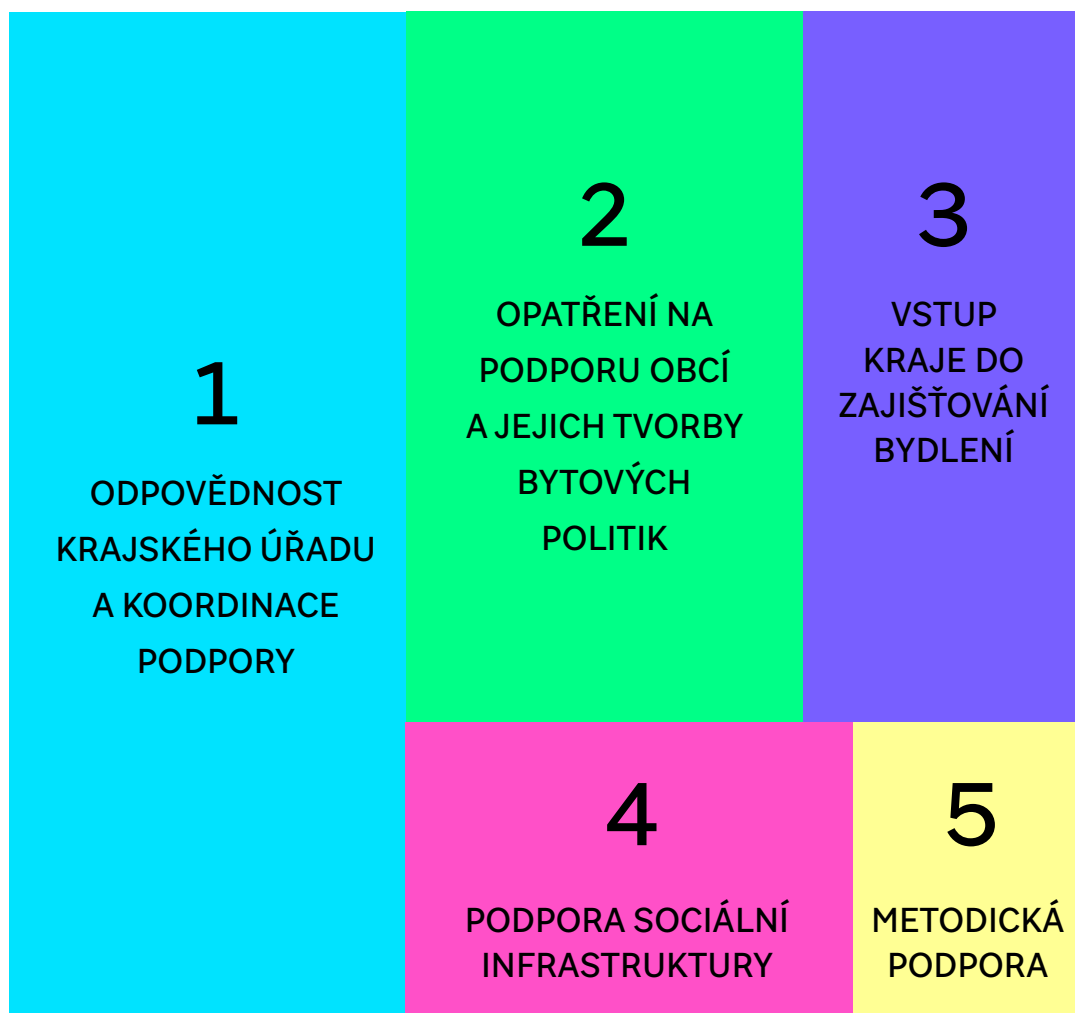 1
ODPOVĚDNOST
KRAJSKÉHO ÚŘADU
A KOORDINACE
PODPORY
2
OPATŘENÍ NA
PODPORU OBCÍ
A JEJICH TVORBY
BYTOVÝCH
POLITIK
3
VSTUP
KRAJE DO
ZAJIŠŤOVÁNÍ
BYDLENÍ
4
PODPORA SOCIÁLNÍ
INFRASTRUKTURY
5
METODICKÁ
PODPORA